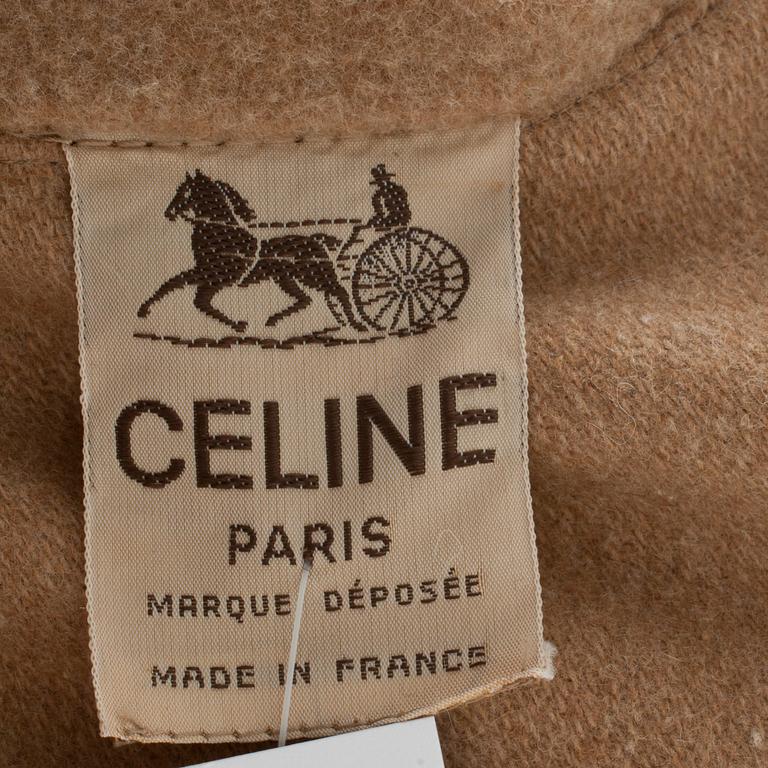 CELINE
PARIS
MARQUE DÉPOSÉE
MADE IN FRANCE